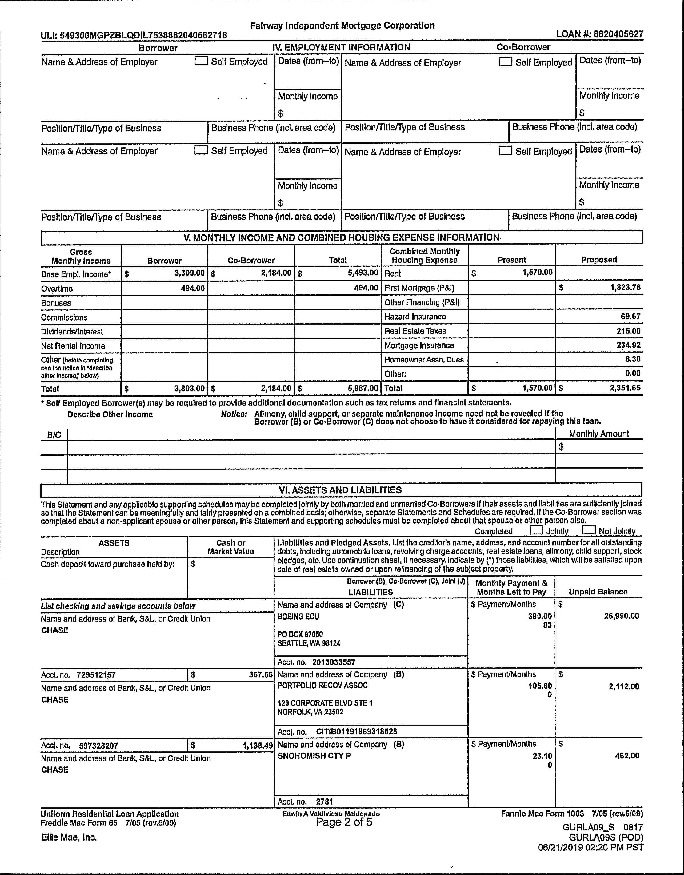 Fairway Independent Mortgage Corporation
ULI: 549300MGPZBLQDIL7538882040562718 LOAN #: 8820405627
Borrower IV. EMPLOYMENT INFORMATION Co-Borrower
Name & Address of Employer Self Employed Dates (from–to) Name & Address of Employer Self Employed Dates (from–to)
Monthly Income Monthly Income
$ $
Position/Title/Type of Business Business Phone (incl. area code) Position/Title/Type of Business Business Phone (incl. area code)
Name & Address of Employer Self Employed Dates (from–to) Name & Address of Employer Self Employed Dates (from–to)
Monthly Income Monthly Income
$ $
Position/Title/Type of Business Business Phone (incl. area code) Position/Title/Type of Business Business Phone (incl. area code)
V. MONTHLY INCOME AND COMBINED HOUSING EXPENSE INFORMATION
Gross Monthly Income Borrower Co-Borrower Total Combined Monthly Housing Expense Present Proposed
Base Empl. Income* $ 3,309.00 $ 2,184.00 $ 5,493.00 Rent $ 1,570.00
Overtime 494.00 494.00 First Mortgage (P&I) $ 1,823.76
Bonuses Other Financing (P&I)
Commissions Hazard Insurance 69.67
Dividends/Interest Real Estate Taxes 215.00
Net Rental Income Mortgage Insurance 234.92
Other (before completing, see the notice in "describe other income," below) Homeowner Assn. Dues 8.30
Other: 0.00
Total $ 3,803.00 $ 2,184.00 $ 5,987.00 Total $ 1,570.00 $ 2,351.65
* Self Employed Borrower(s) may be required to provide additional documentation such as tax returns and financial statements.
Describe Other Income Notice: Alimony, child support, or separate maintenance income need not be revealed if the
Borrower (B) or Co-Borrower (C) does not choose to have it considered for repaying this loan.
B/C Monthly Amount
$
VI. ASSETS AND LIABILITIES
This Statement and any applicable supporting schedules may be completed jointly by both married and unmarried Co-Borrowers if their assets and liabilities are sufficiently joined
so that the Statement can be meaningfully and fairly presented on a combined basis; otherwise, separate Statements and Schedules are required. If the Co-Borrower section was
completed about a non-applicant spouse or other person, this Statement and supporting schedules must be completed about that spouse or other person also.
Completed Jointly Not Jointly
ASSETS Cash or Market Value
Description
Cash deposit toward purchase held by: $
Liabilities and Pledged Assets. List the creditor's name, address, and account number for all outstanding
debts, including automobile loans, revolving charge accounts, real estate loans, alimony, child support, stock
pledges, etc. Use continuation sheet, if necessary. Indicate by (*) those liabilities, which will be satisfied upon
sale of real estate owned or upon refinancing of the subject property.
Borrower (B), Co-Borrower (C), Joint (J)
LIABILITIES Monthly Payment & Months Left to Pay Unpaid Balance
List checking and savings accounts below
Name and address of Bank, S&L, or Credit Union
CHASE
Name and address of Company (C) $ Payment/Months $
BOEING ECU 390.00 26,990.00
83
PO BOX 97050
SEATTLE, WA 98124
Acct. no. 2013033557
Acct. no. 729512157 $ 367.66
Name and address of Bank, S&L, or Credit Union
CHASE
Name and address of Company (B) $ Payment/Months $
PORTFOLIO RECOV ASSOC 105.60 2,112.00
0
120 CORPORATE BLVD STE 1
NORFOLK, VA 23502
Acct. no. CITIB01191869318628
Acct. no. 597328207 $ 1,138.49
Name and address of Bank, S&L, or Credit Union
CHASE
Name and address of Company (B) $ Payment/Months $
SNOHOMISH CTY P 23.10 462.00
0
Acct. no. 2781
Uniform Residential Loan Application Fannie Mae Form 1003 7/05 (rev.6/09)
Freddie Mac Form 65 7/05 (rev.6/09) Page 2 of 5
Ellie Mae, Inc. GURLA09_S 0817
GURLA09S (POD)
06/21/2019 02:20 PM PST